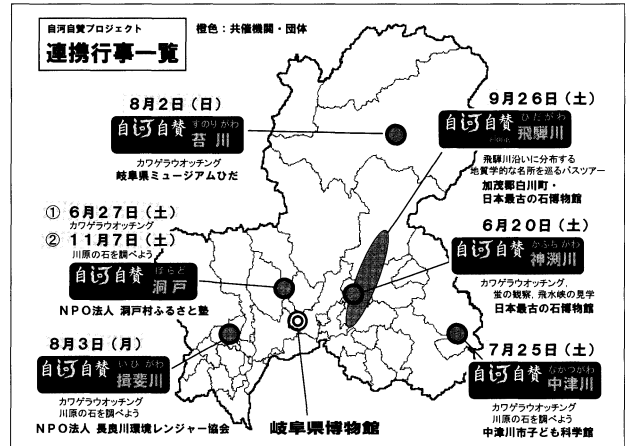 自河自賛プロジェクト
連携行事一覧
橙色：共催機関・団体
8月2日（日）
自河自賛
すのりがわ
苔川
カワゲラウオッチング
岐阜県ミュージアムひだ
9月26日（土）
自河自賛
ひだがわ
飛騨川
飛騨川沿いに分布する
地質学的な名所を巡るバスツアー
加茂郡白川町・
日本最古の石博物館
① 6月27日（土）
カワゲラウオッチング
② 11月7日（土）
川原の石を調べよう
自河自賛
ほらど
洞戸
NPO法人 洞戸村ふるさと塾
6月20日（土）
自河自賛
かぶちがわ
神渕川
カワゲラウオッチング,
蛍の観察, 飛水峡の見学
日本最古の石博物館
8月3日（月）
自河自賛
いびがわ
揖斐川
カワゲラウオッチング
川原の石を調べよう
NPO法人 長良川環境レンジャー協会
7月25日（土）
自河自賛
なかつがわ
中津川
カワゲラウオッチング
川原の石を調べよう
中津川市子ども科学館
岐阜県博物館